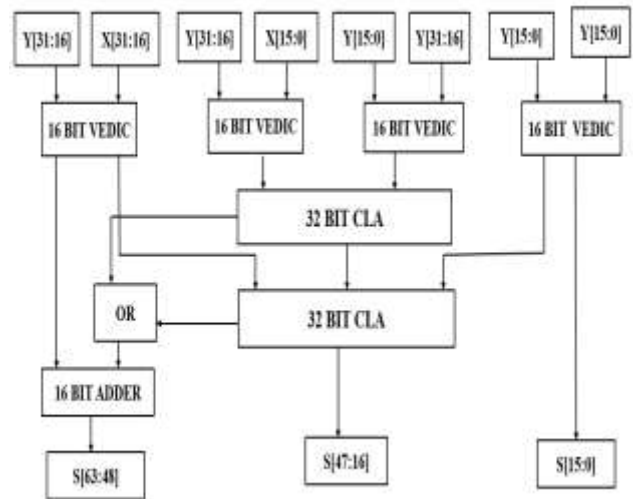 Y[31:16] X[31:16] Y[31:16] X[15:0] Y[15:0] Y[31:16] Y[15:0] Y[15:0]
16 BIT VEDIC 16 BIT VEDIC 16 BIT VEDIC 16 BIT VEDIC
32 BIT CLA
OR
32 BIT CLA
16 BIT ADDER
S[63:48] S[47:16] S[15:0]